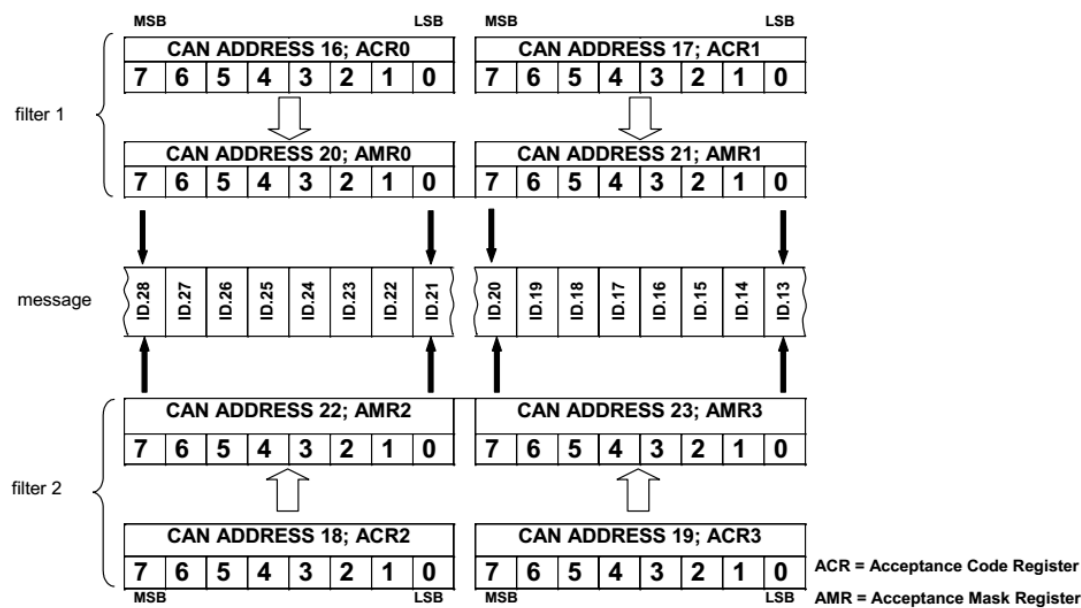 MSB LSB MSB LSB
CAN ADDRESS 16; ACR0 CAN ADDRESS 17; ACR1
7 6 5 4 3 2 1 0 7 6 5 4 3 2 1 0
filter 1
CAN ADDRESS 20; AMR0 CAN ADDRESS 21; AMR1
7 6 5 4 3 2 1 0 7 6 5 4 3 2 1 0
message ID.28 ID.27 ID.26 ID.25 ID.24 ID.23 ID.22 ID.21 ID.20 ID.19 ID.18 ID.17 ID.16 ID.15 ID.14 ID.13
CAN ADDRESS 22; AMR2 CAN ADDRESS 23; AMR3
7 6 5 4 3 2 1 0 7 6 5 4 3 2 1 0
filter 2
CAN ADDRESS 18; ACR2 CAN ADDRESS 19; ACR3
7 6 5 4 3 2 1 0 7 6 5 4 3 2 1 0
MSB LSB MSB LSB
ACR = Acceptance Code Register
AMR = Acceptance Mask Register